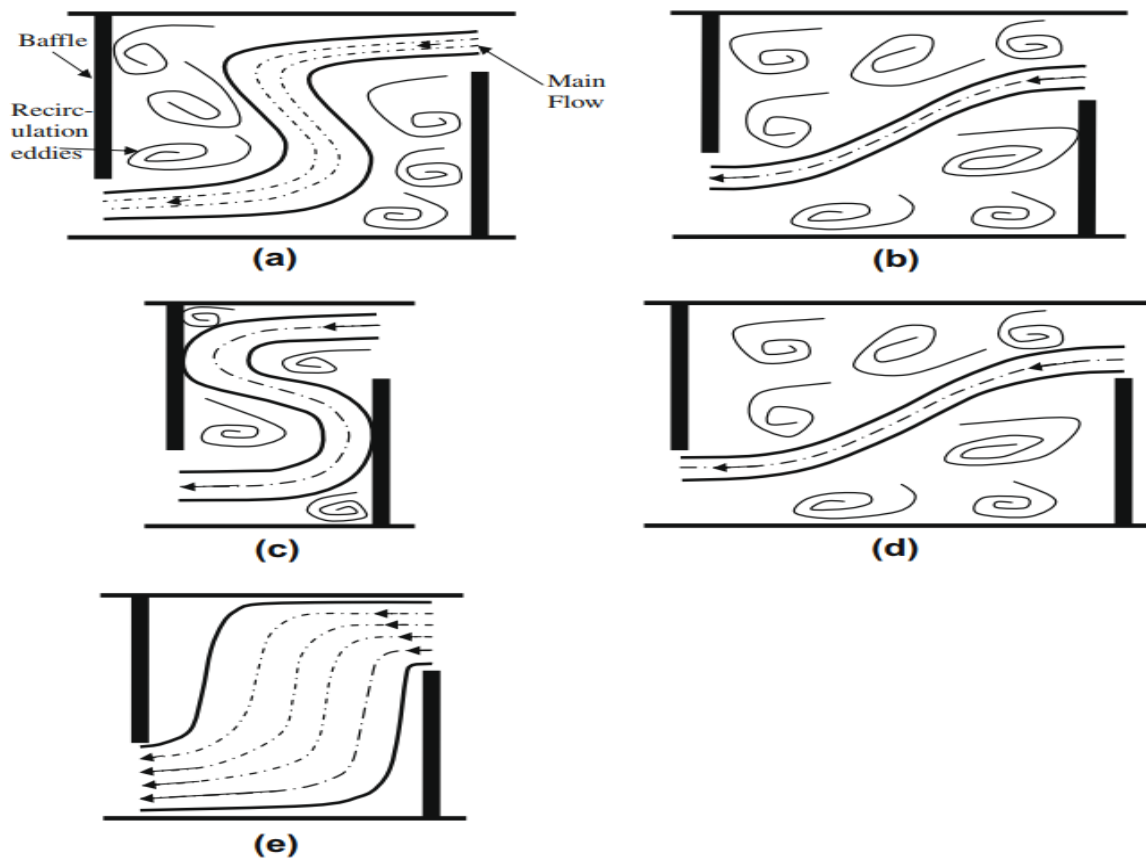 Baffle
Main
Flow
Recirc-
ulation
eddies
(a)
(b)
(c)
(d)
(e)